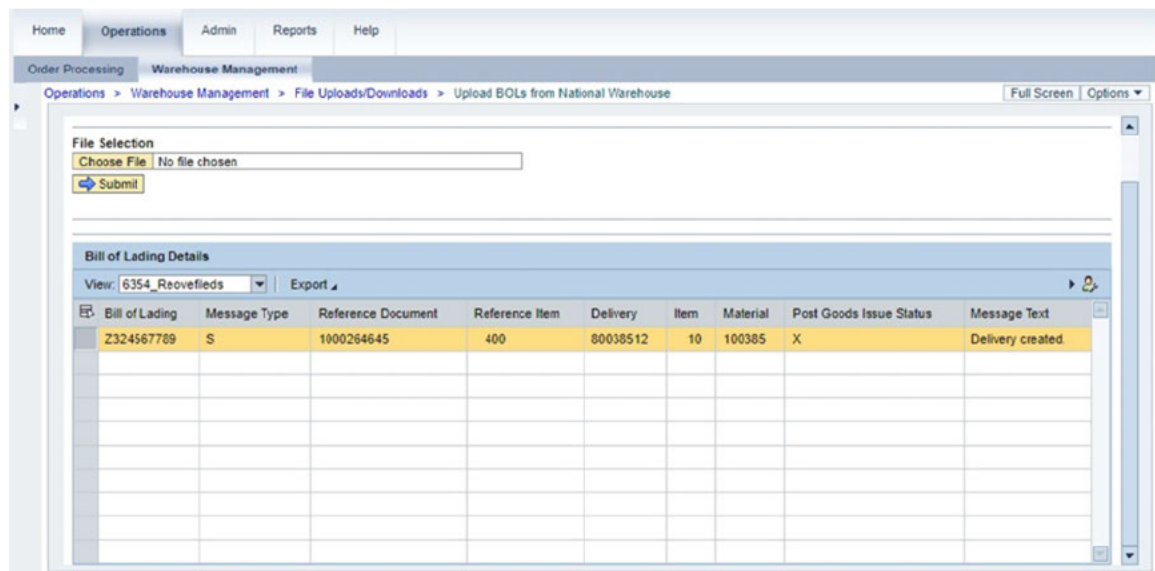 Home Operations Admin Reports Help
Order Processing Warehouse Management
Operations > Warehouse Management > File Uploads/Downloads > Upload BOLs from National Warehouse Full Screen Options
File Selection
Choose File No file chosen
Submit
Bill of Lading Details
View: 6354_Reovefileds Export
Bill of Lading Message Type Reference Document Reference Item Delivery Item Material Post Goods Issue Status Message Text
Z324567789 S 1000264645 400 80038512 10 100385 X Delivery created.